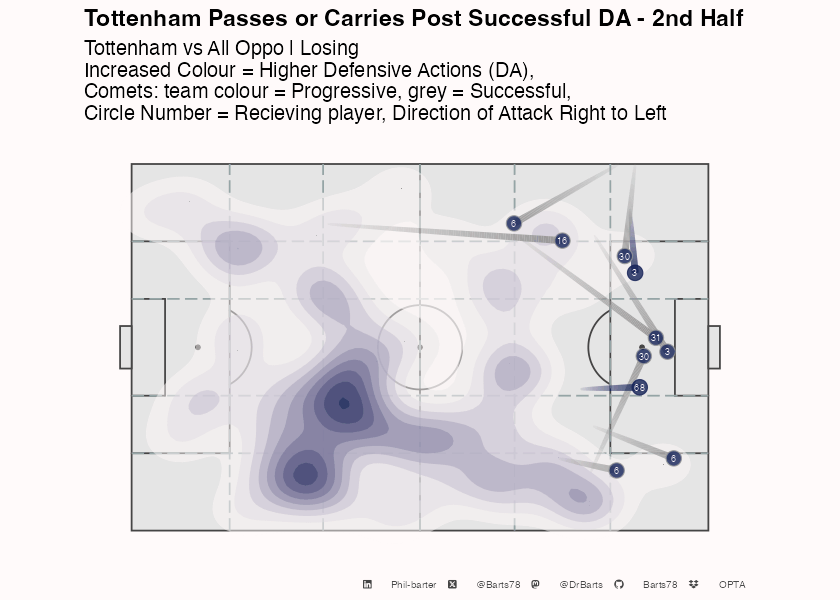 Tottenham Passes or Carries Post Successful DA - 2nd Half
Tottenham vs All Oppo | Losing
Increased Colour = Higher Defensive Actions (DA),
Comets: team colour = Progressive, grey = Successful,
Circle Number = Recieving player, Direction of Attack Right to Left
6
16
30
3
31
3
30
68
6
6
Phil-barter @Barts78 @DrBarts Barts78 OPTA